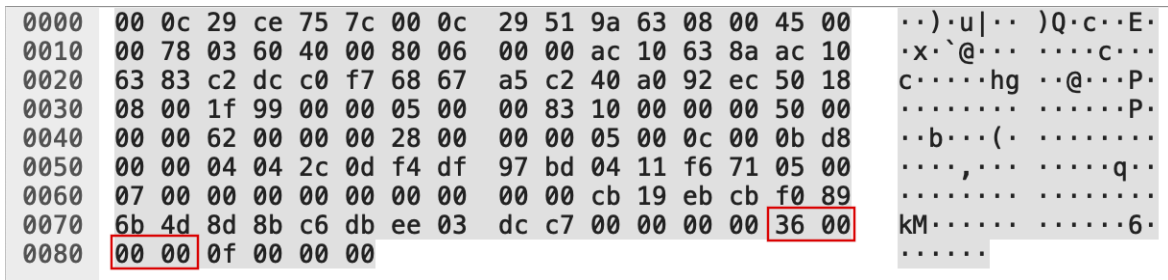 0000 00 0c 29 ce 75 7c 00 0c 29 51 9a 63 08 00 45 00 ··)·u|·· )Q·c··E·
0010 00 78 03 60 40 00 80 06 00 00 ac 10 63 8a ac 10 ·x·`@··· ····c···
0020 63 83 c2 dc c0 f7 68 67 a5 c2 40 a0 92 ec 50 18 c·····hg ··@···P·
0030 08 00 1f 99 00 00 05 00 00 83 10 00 00 00 50 00 ········ ······P·
0040 00 00 62 00 00 00 28 00 00 00 05 00 0c 00 0b d8 ··b···(· ········
0050 00 00 04 04 2c 0d f4 df 97 bd 04 11 f6 71 05 00 ····,··· ·····q··
0060 07 00 00 00 00 00 00 00 00 00 cb 19 eb cb f0 89 ········ ········
0070 6b 4d 8d 8b c6 db ee 03 dc c7 00 00 00 00 36 00 kM······ ······6·
0080 00 00 0f 00 00 00 ······